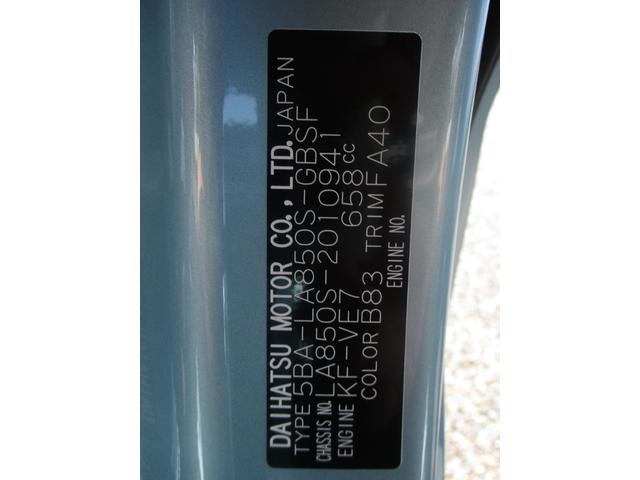 DAIHATSU MOTOR CO., LTD. JAPAN
TYPE 5BA-LA850S-GBSF
CHASSIS NO. LA850S-2010941
ENGINE KF-VE7 658cc
COLOR B83 TRIM FA40
ENGINE NO.